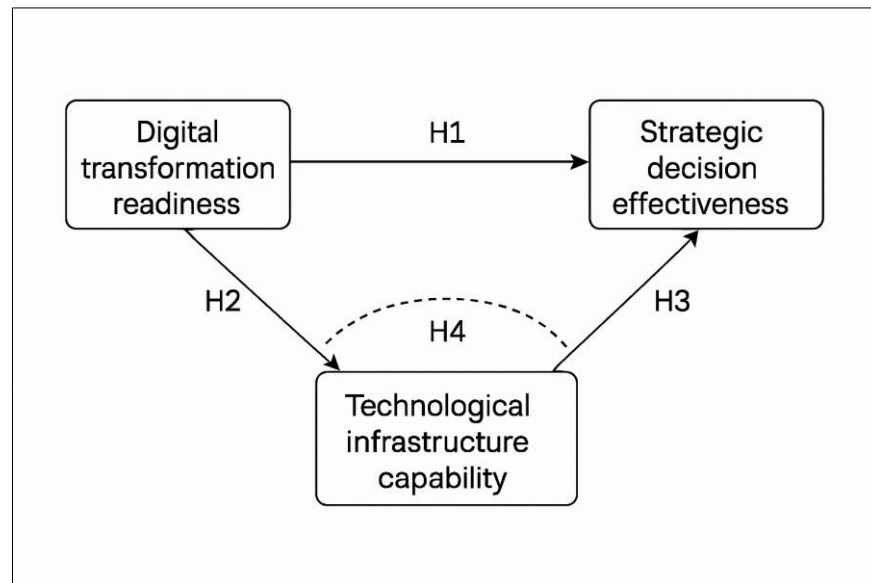 Digital
transformation
readiness
H1
Strategic
decision
effectiveness
H2
H4
H3
Technological
infrastructure
capability